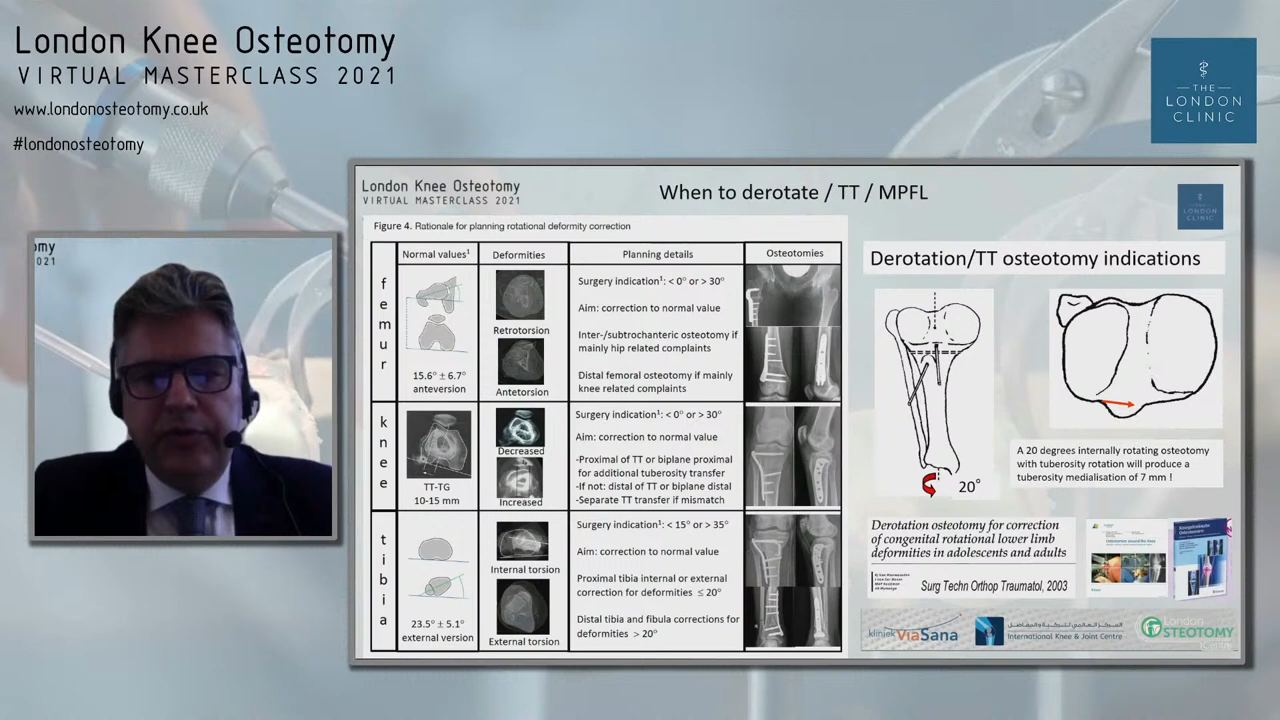 London Knee Osteotomy
VIRTUAL MASTERCLASS 2021
www.londonosteotomy.co.uk
#londonosteotomy
THE
LONDON
CLINIC
omy
021
London Knee Osteotomy
VIRTUAL MASTERCLASS 2021
When to derotate / TT / MPFL
Figure 4. Rationale for planning rotational deformity correction
Normal values¹
Deformities
Planning details
Osteotomies
femur
15.6° ± 6.7°
anteversion
Retrotorsion
Antetorsion
Surgery indication¹: < 0° or > 30°
Aim: correction to normal value
Inter-/subtrochanteric osteotomy if
mainly hip related complaints
Distal femoral osteotomy if mainly
knee related complaints
knee
TT-TG
10-15 mm
Decreased
Increased
Surgery indication¹: < 0° or > 30°
Aim: correction to normal value
-Proximal of TT or biplane proximal
for additional tuberosity transfer
-If not: distal of TT or biplane distal
-Separate TT transfer if mismatch
tibia
23.5° ± 5.1°
external version
Internal torsion
External torsion
Surgery indication¹: < 15° or > 35°
Aim: correction to normal value
Proximal tibia internal or external
correction for deformities ≤ 20°
Distal tibia and fibula corrections for
deformities > 20°
Derotation/TT osteotomy indications
20°
A 20 degrees internally rotating osteotomy
with tuberosity rotation will produce a
tuberosity medialisation of 7 mm !
Derotation osteotomy for correction
of congenital rotational lower limb
deformities in adolescents and adults
Surg Techn Orthop Traumatol, 2003
kliniek ViaSana
المركز العالمي للركبة والمفاصل
International Knee & Joint Centre
London
OSTEOTOMY